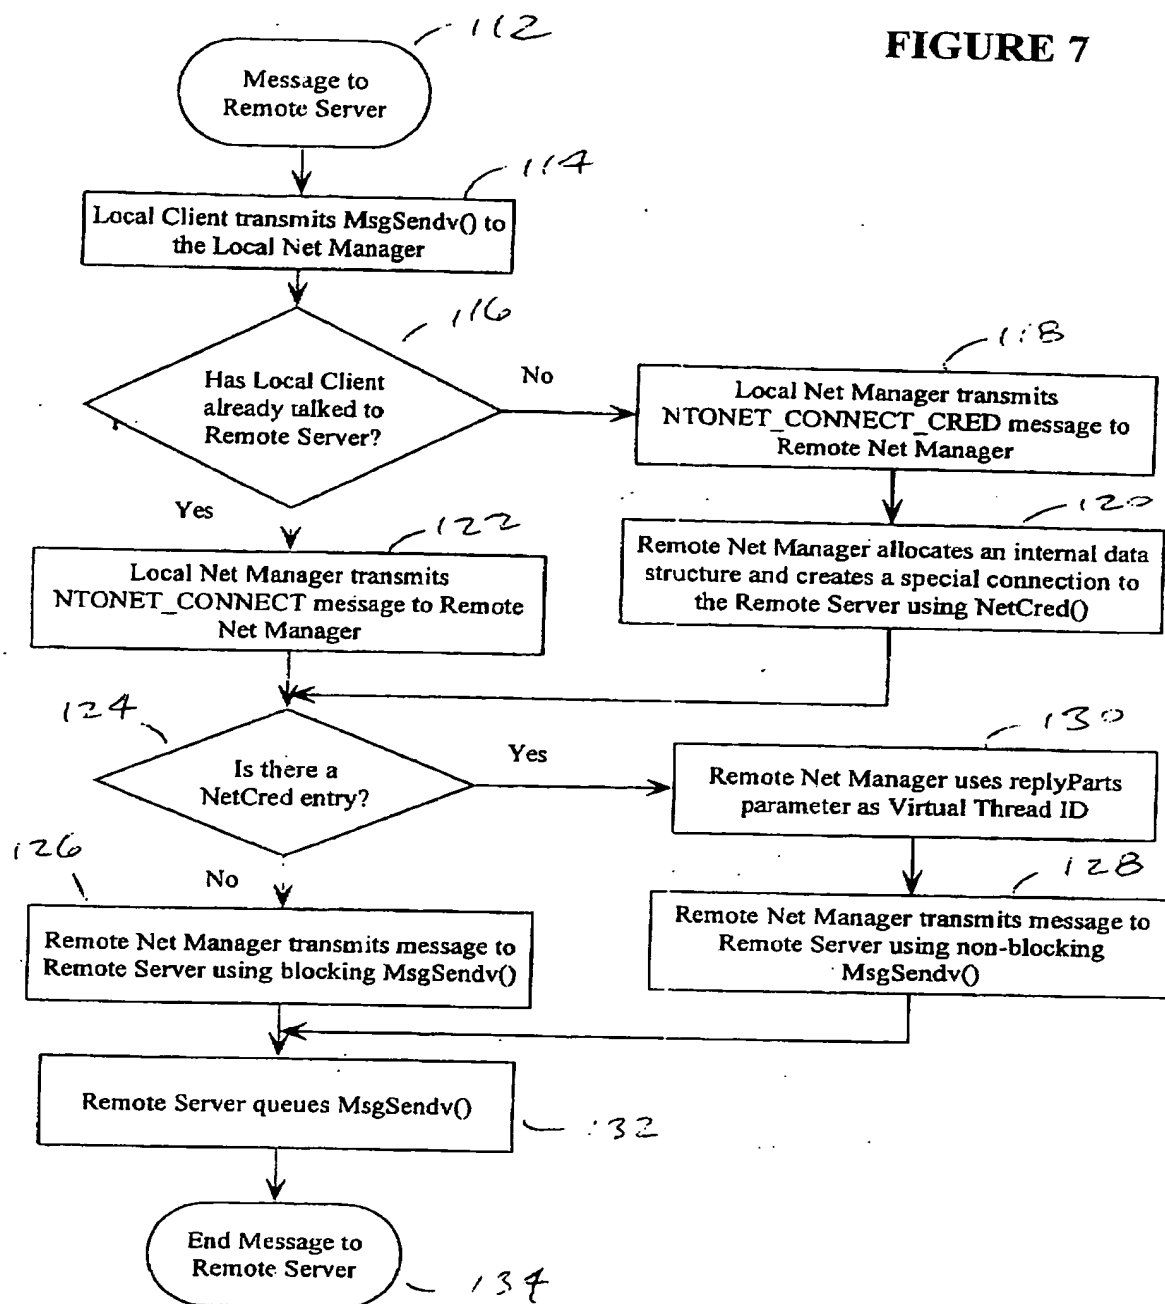 FIGURE 7
112
Message to
Remote Server
114
Local Client transmits MsgSendv() to
the Local Net Manager
116
Has Local Client
already talked to
Remote Server?
No
118
Local Net Manager transmits
NTONET_CONNECT_CRED message to
Remote Net Manager
Yes
120
Remote Net Manager allocates an internal data
structure and creates a special connection to
the Remote Server using NetCred()
122
Local Net Manager transmits
NTONET_CONNECT message to Remote
Net Manager
124
Is there a
NetCred entry?
Yes
130
Remote Net Manager uses replyParts
parameter as Virtual Thread ID
126
No
128
Remote Net Manager transmits message to
Remote Server using non-blocking
MsgSendv()
Remote Net Manager transmits message to
Remote Server using blocking MsgSendv()
Remote Server queues MsgSendv()
132
End Message to
Remote Server
134